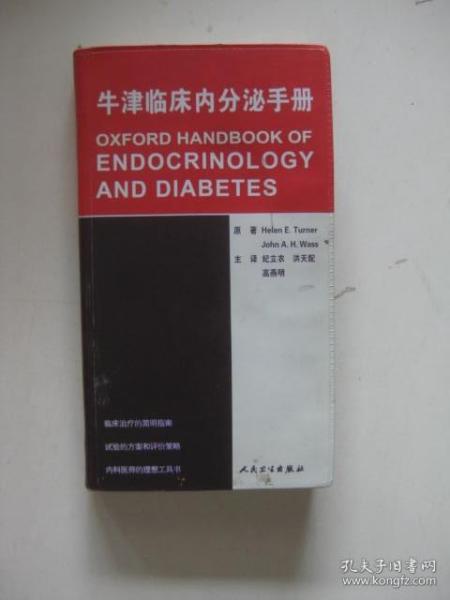 牛津临床内分泌手册
OXFORD HANDBOOK OF
ENDOCRINOLOGY
AND DIABETES
原 著 Helen E. Turner
John A. H. Wass
主 译 纪立农 洪天配
高燕明
临床治疗的简明指南
试验的方案和评价策略
内科医师的理想工具书
人民卫生出版社
孔夫子旧书网
www.kongfz.com